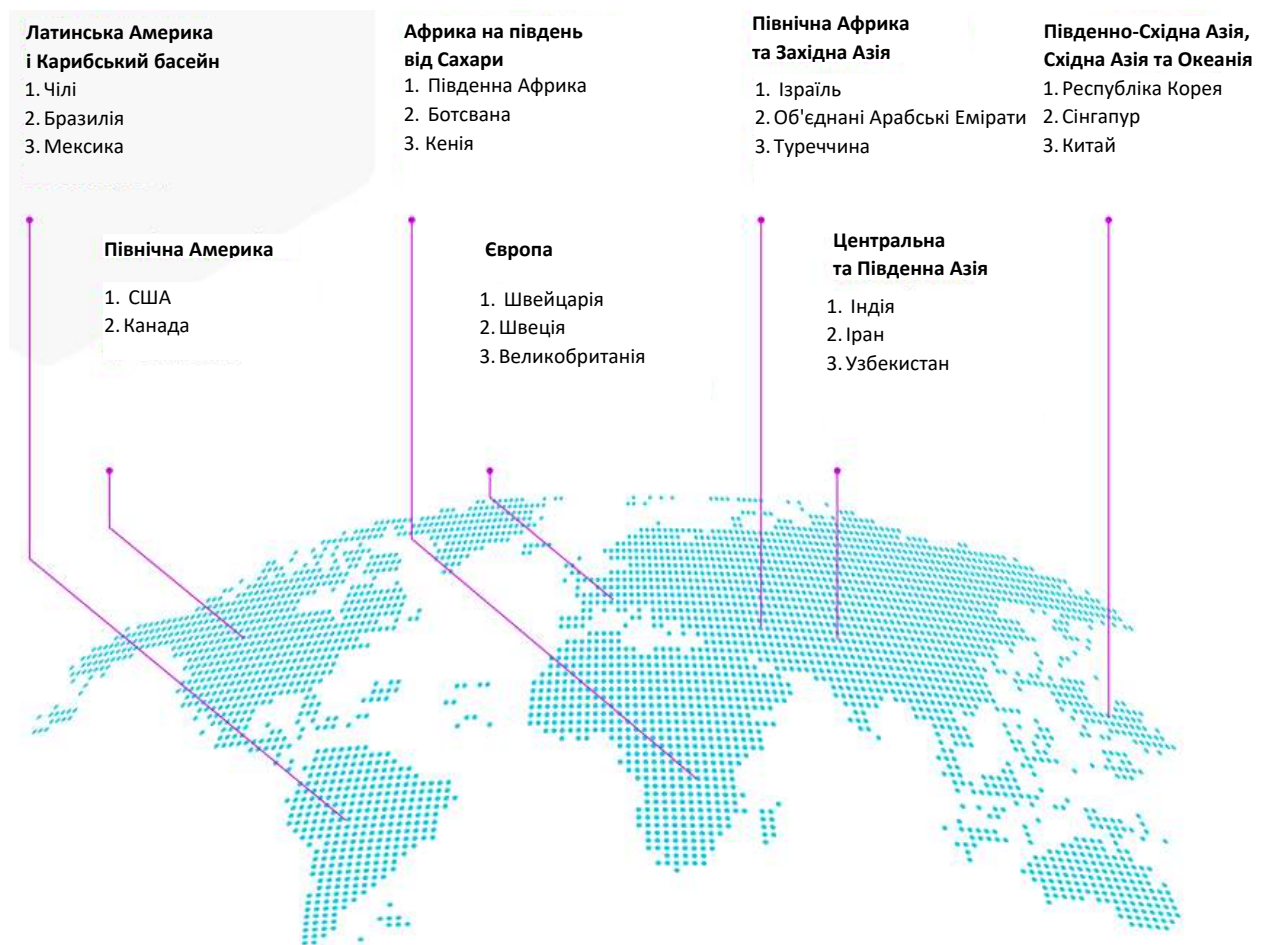 Латинська Америка
і Карибський басейн
1. Чілі
2. Бразилія
3. Мексика
Африка на південь
від Сахари
1. Південна Африка
2. Ботсвана
3. Кенія
Північна Африка
та Західна Азія
1. Ізраїль
2. Об'єднані Арабські Емірати
3. Туреччина
Південно-Східна Азія,
Східна Азія та Океанія
1. Республіка Корея
2. Сінгапур
3. Китай
Північна Америка
1. США
2. Канада
Європа
1. Швейцарія
2. Швеція
3. Великобританія
Центральна
та Південна Азія
1. Індія
2. Іран
3. Узбекистан